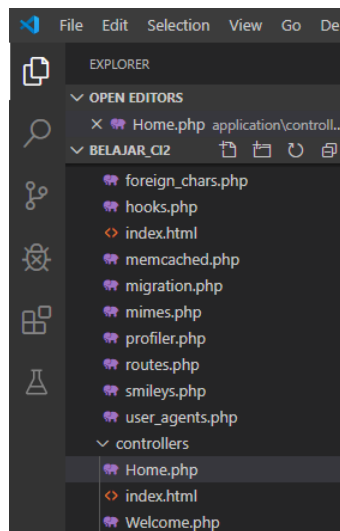 File Edit Selection View Go De
EXPLORER
OPEN EDITORS
Home.php application\controll...
BELAJAR_CI2
foreign_chars.php
hooks.php
index.html
memcached.php
migration.php
mimes.php
profiler.php
routes.php
smileys.php
user_agents.php
controllers
Home.php
index.html
Welcome.php